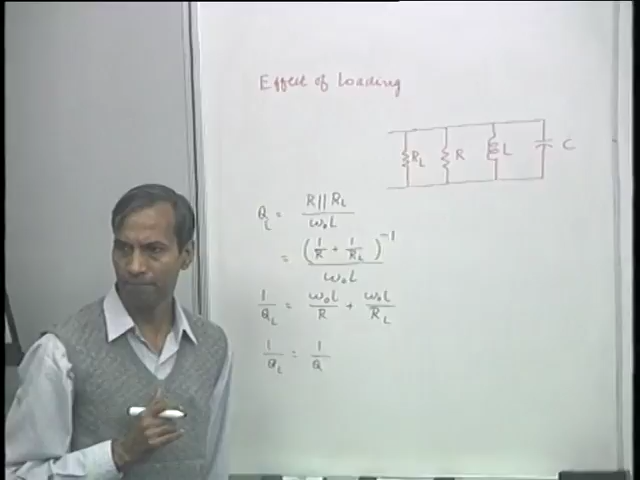 Effect of Loading
R_L R L C
Q_L = R||R_L / ω₀L
= (1/R + 1/R_L)^-1 / ω₀L
1/Q_L = ω₀L/R + ω₀L/R_L
1/Q_L = 1/Q